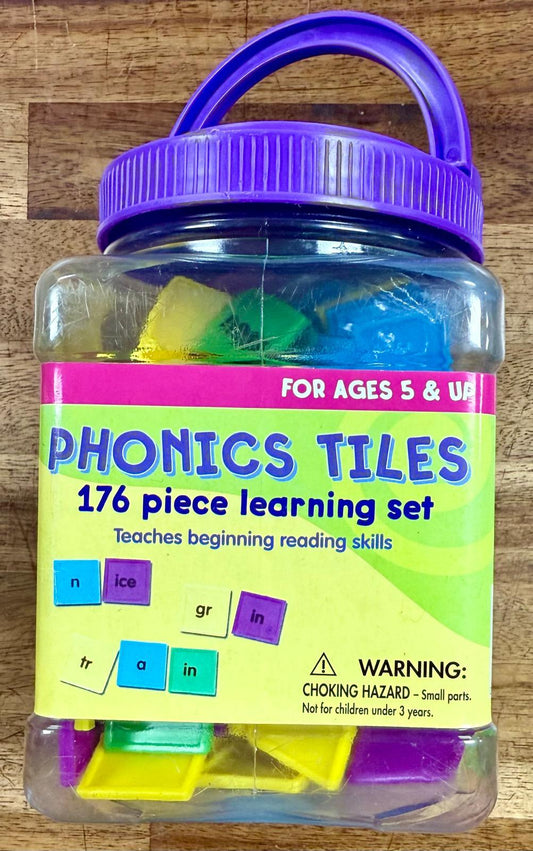 FOR AGES 5 & UP
PHONICS TILES
176 piece learning set
Teaches beginning reading skills
n ice
gr in
tr a in
WARNING:
CHOKING HAZARD – Small parts.
Not for children under 3 years.